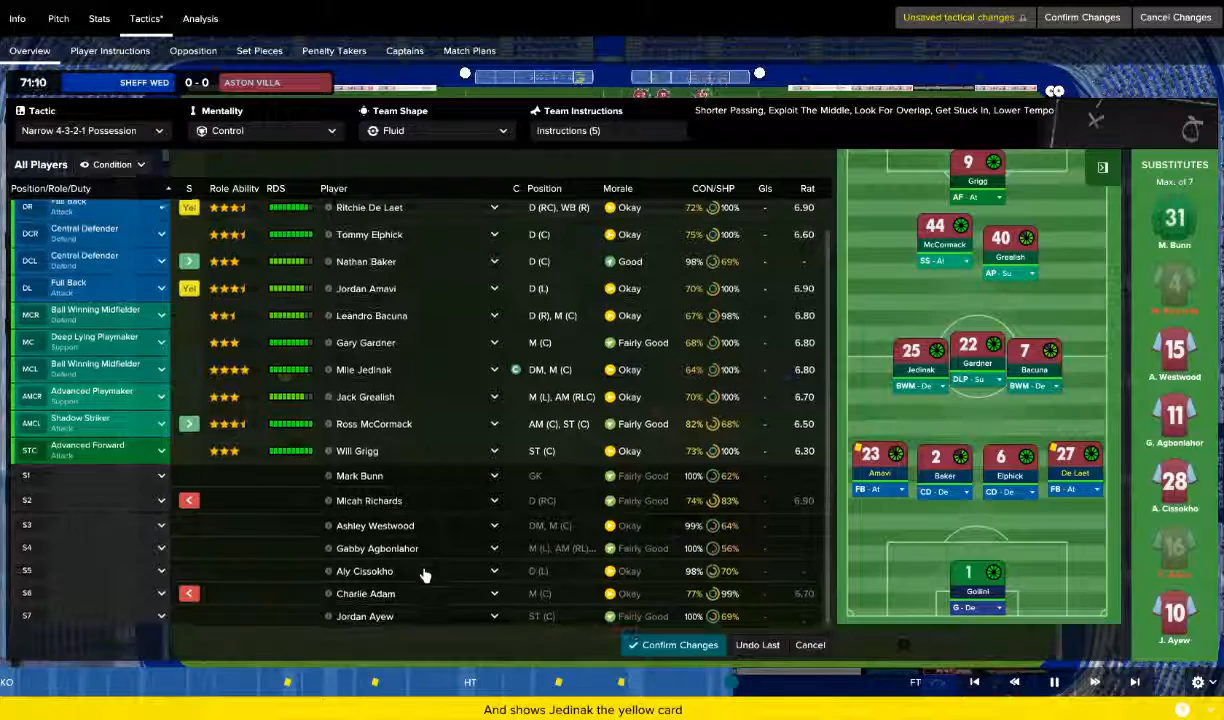 Info Pitch Stats Tactics* Analysis
Unsaved tactical changes Confirm Changes Cancel Changes
Overview Player Instructions Opposition Set Pieces Penalty Takers Captains Match Plans
71:10 SHEFF WED 0 - 0 ASTON VILLA
Tactic Mentality Team Shape Team Instructions Shorter Passing, Exploit The Middle, Look For Overlap, Get Stuck In, Lower Tempo
Narrow 4-3-2-1 Possession Control Fluid Instructions (5)
All Players Condition
Position/Role/Duty S Role Ability RDS Player C Position Morale CON/SHP Gls Rat
DR Full Back Attack Yel Ritchie De Laet D (RC), WB (R) Okay 72% 100% - 6.90
DCR Central Defender Defend Tommy Elphick D (C) Okay 75% 100% - 6.60
DCL Central Defender Defend Nathan Baker D (C) Good 98% 69% - -
DL Full Back Attack Yel Jordan Amavi D (L) Okay 70% 100% - 6.90
MCR Ball Winning Midfielder Defend Leandro Bacuna D (R), M (C) Okay 67% 98% - 6.80
MC Deep Lying Playmaker Support Gary Gardner M (C) Fairly Good 68% 100% - 6.80
MCL Ball Winning Midfielder Defend Mile Jedinak C DM, M (C) Okay 64% 100% - 6.80
AMCR Advanced Playmaker Support Jack Grealish M (L), AM (RLC) Okay 70% 100% - 6.70
AMCL Shadow Striker Attack Ross McCormack AM (C), ST (C) Fairly Good 82% 68% - 6.50
STC Advanced Forward Attack Will Grigg ST (C) Okay 73% 100% - 6.30
S1 Mark Bunn GK Fairly Good 100% 62% - -
S2 Micah Richards D (RC) Fairly Good 74% 83% - 6.90
S3 Ashley Westwood DM, M (C) Okay 99% 64% - -
S4 Gabby Agbonlahor M (L), AM (RL)... Fairly Good 100% 56% - -
S5 Aly Cissokho D (L) Okay 98% 70% - -
S6 Charlie Adam M (C) Okay 77% 99% - 6.70
S7 Jordan Ayew ST (C) Fairly Good 100% 69% - -
Confirm Changes Undo Last Cancel
9
Grigg
AF - At
44
McCormack
SS - At
40
Grealish
AP - Su
25
Jedinak
BWM - De
22
Gardner
DLP - Su
7
Bacuna
BWM - De
23
Amavi
FB - At
2
Baker
CD - De
6
Elphick
CD - De
27
De Laet
FB - At
1
Gollini
G - De
SUBSTITUTES
Max. of 7
31
M. Bunn
4
15
A. Westwood
11
G. Agbonlahor
28
A. Cissokho
16
10
J. Ayew
KO HT FT
And shows Jedinak the yellow card